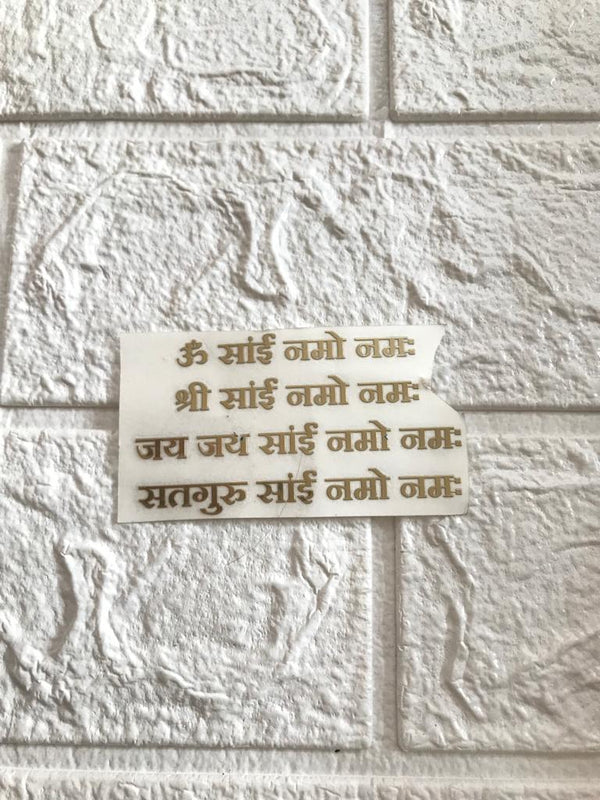 ॐ सांई नमो नमः
श्री सांई नमो नमः
जय जय सांई नमो नमः
सतगुरु सांई नमो नमः